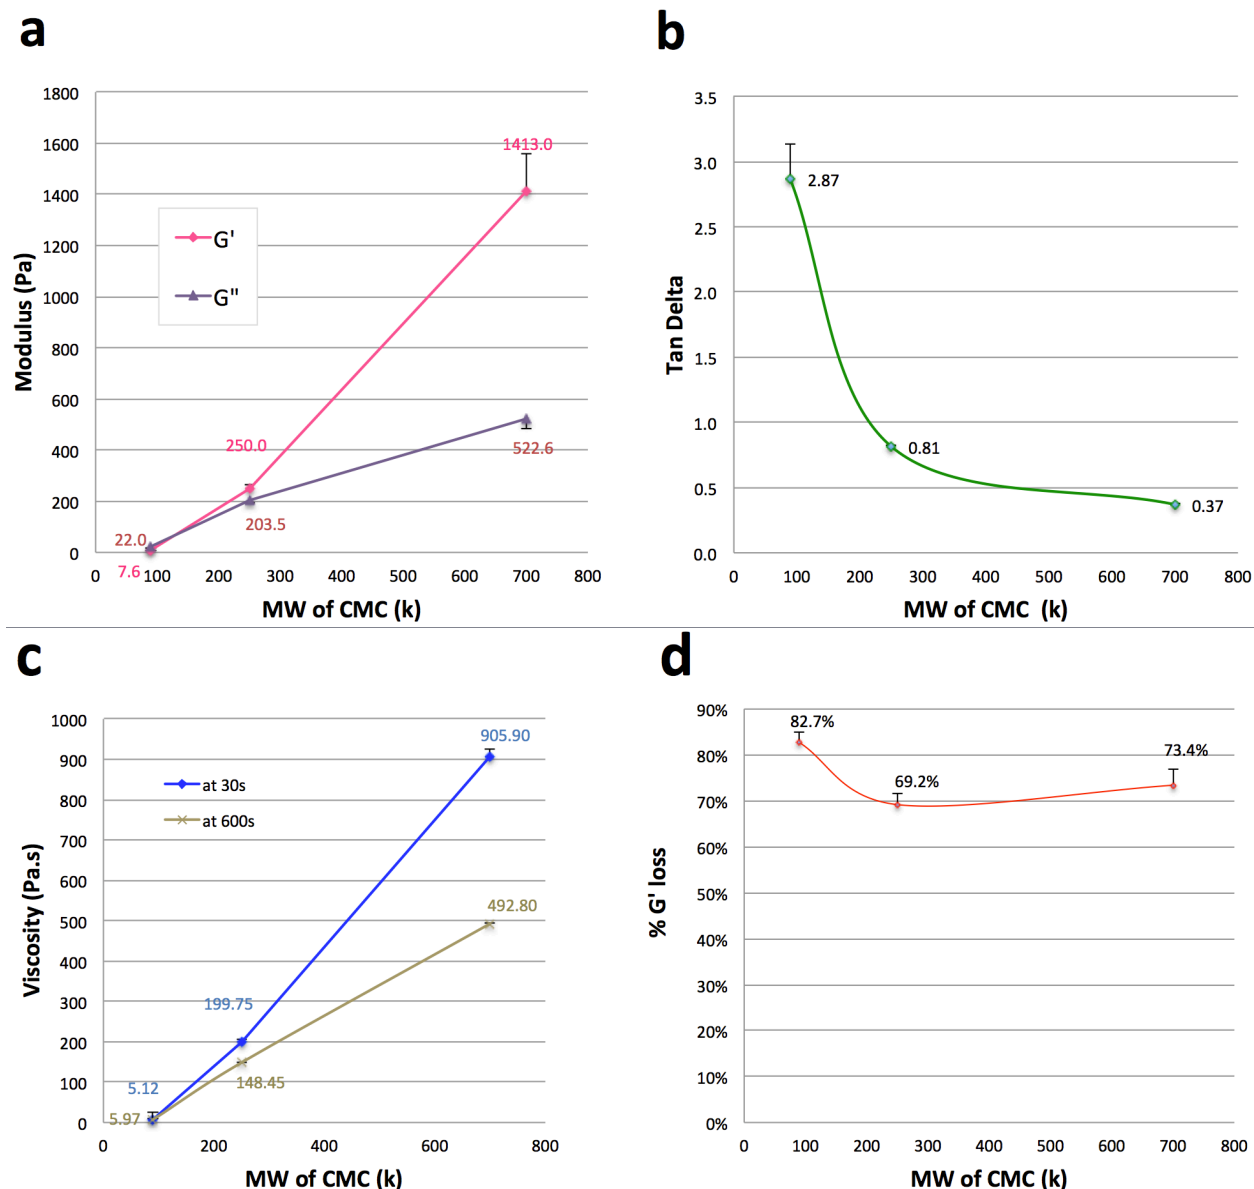 a
1800
1600
1400
1200
1000
800
600
400
200
0
Modulus (Pa)
G'
G"
1413.0
250.0
522.6
203.5
22.0
7.6
0 100 200 300 400 500 600 700 800
MW of CMC (k)
b
3.5
3.0
2.5
2.0
1.5
1.0
0.5
0.0
Tan Delta
2.87
0.81
0.37
0 100 200 300 400 500 600 700 800
MW of CMC (k)
c
1000
900
800
700
600
500
400
300
200
100
0
Viscosity (Pa.s)
at 30s
at 600s
905.90
492.80
199.75
148.45
5.12
5.97
0 200 400 600 800
MW of CMC (k)
d
90%
80%
70%
60%
50%
40%
30%
20%
10%
0%
% G' loss
82.7%
69.2%
73.4%
0 100 200 300 400 500 600 700 800
MW of CMC (k)